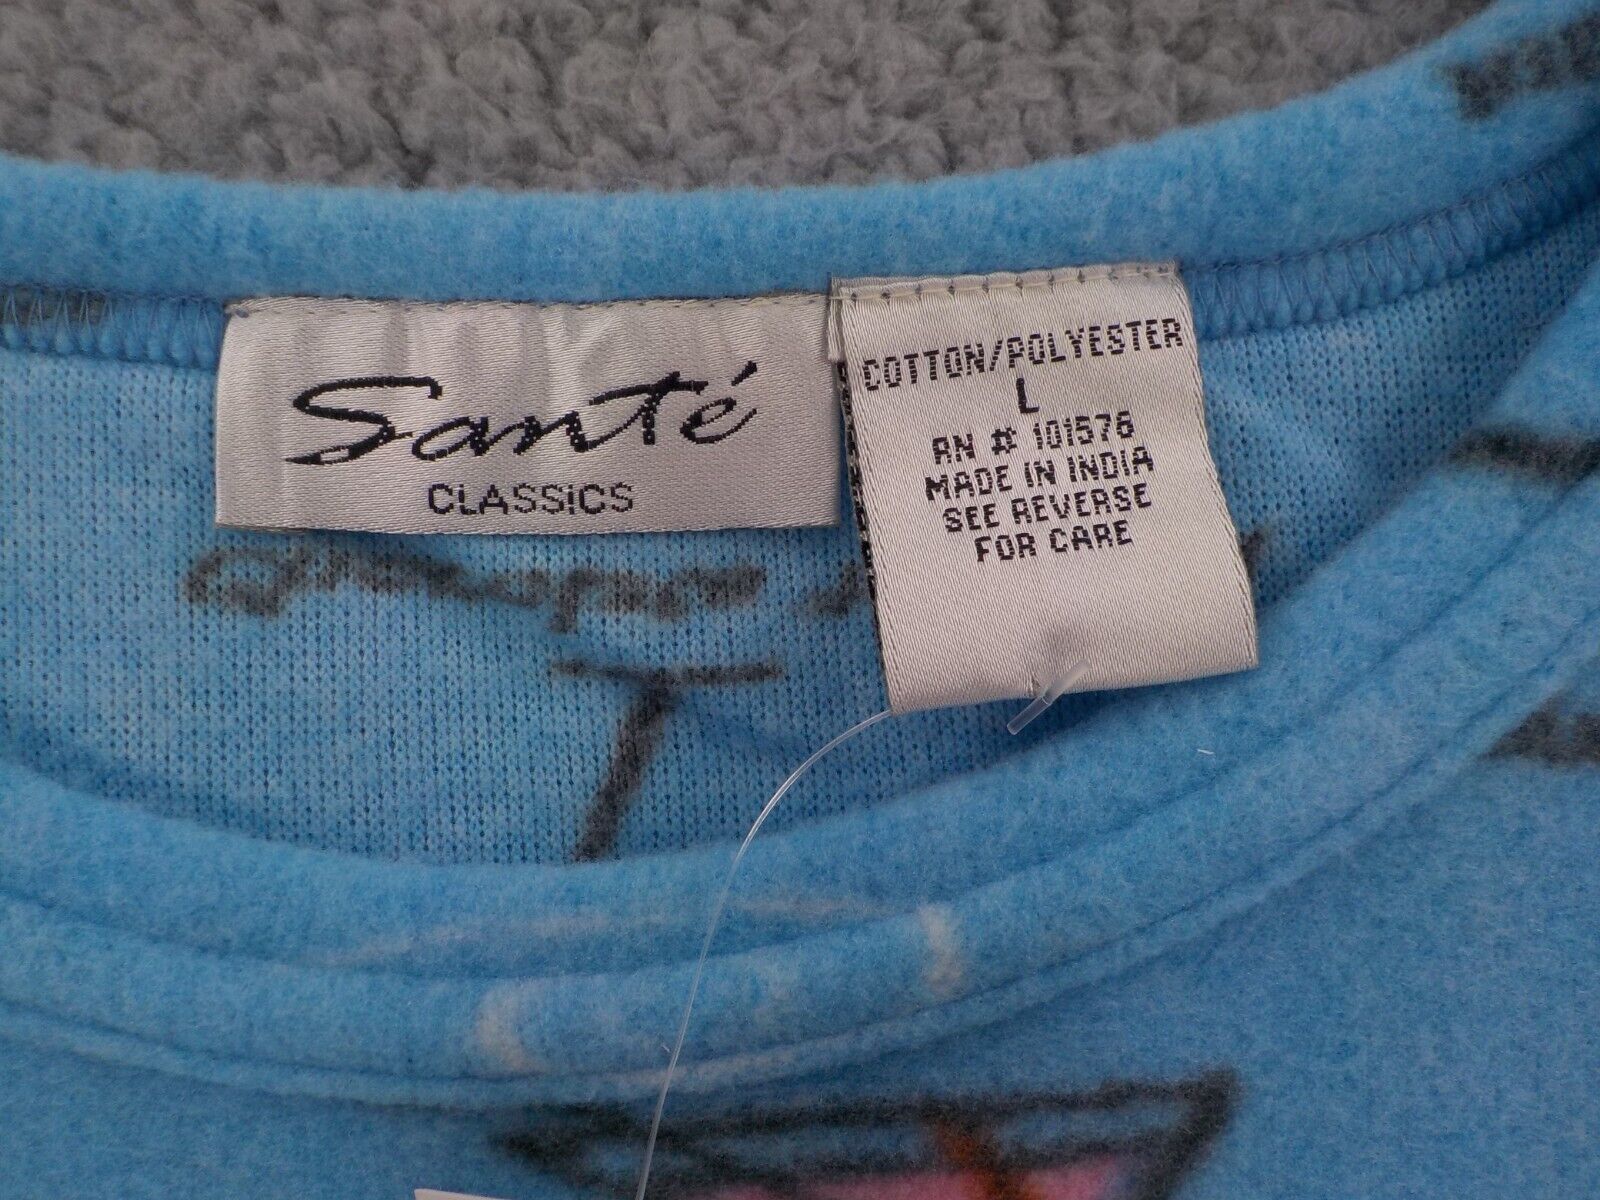 Santé
CLASSICS
COTTON/POLYESTER
L
RN # 101576
MADE IN INDIA
SEE REVERSE
FOR CARE